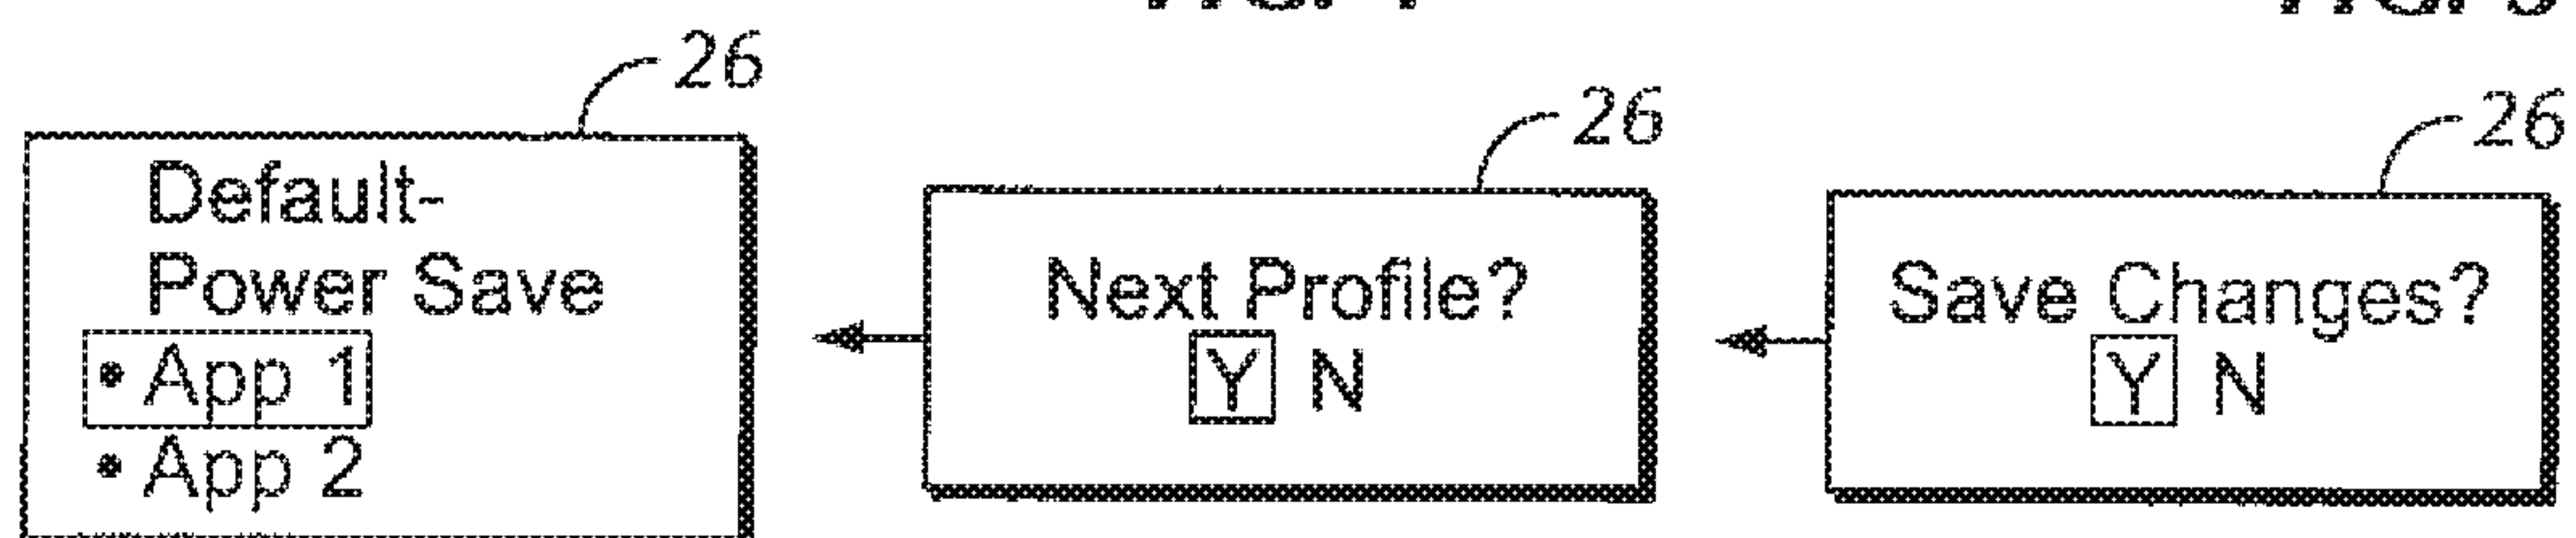 26
Default-
Power Save
• App 1
• App 2
26
Next Profile?
Y N
26
Save Changes?
Y N